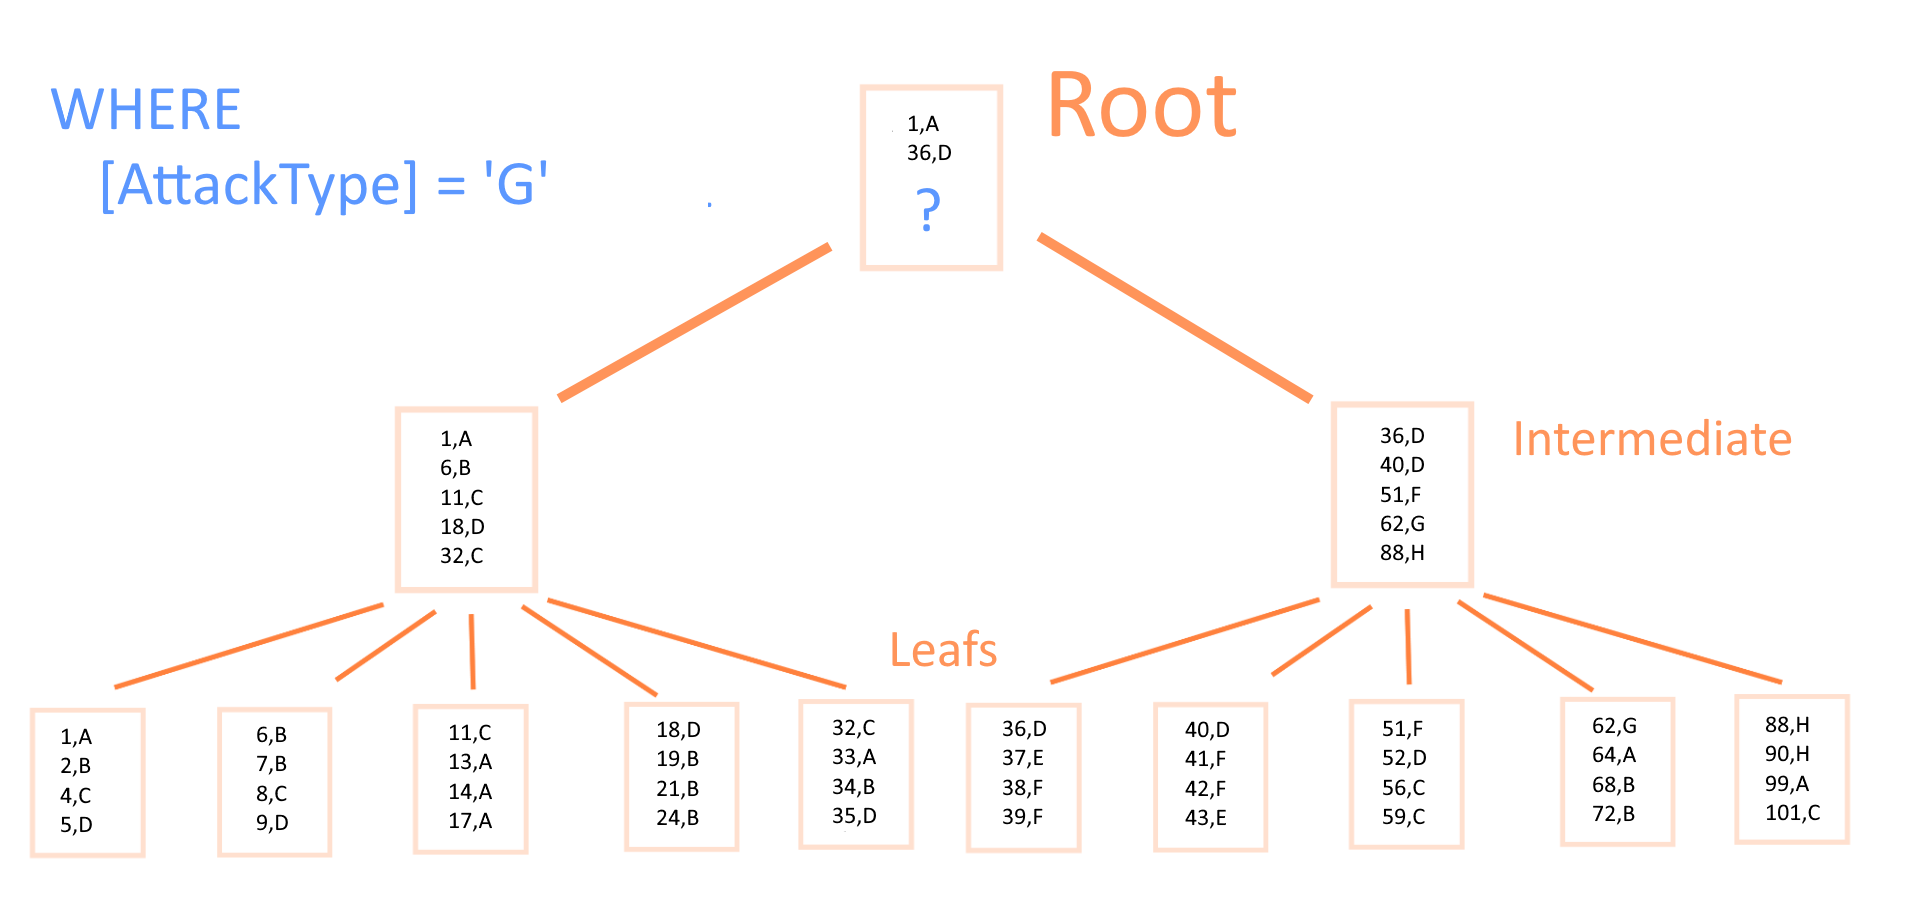 WHERE
[AttackType] = 'G'
Root
1,A
36,D
?
1,A
6,B
11,C
18,D
32,C
36,D
40,D
51,F
62,G
88,H
Intermediate
Leafs
1,A
2,B
4,C
5,D
6,B
7,B
8,C
9,D
11,C
13,A
14,A
17,A
18,D
19,B
21,B
24,B
32,C
33,A
34,B
35,D
36,D
37,E
38,F
39,F
40,D
41,F
42,F
43,E
51,F
52,D
56,C
59,C
62,G
64,A
68,B
72,B
88,H
90,H
99,A
101,C